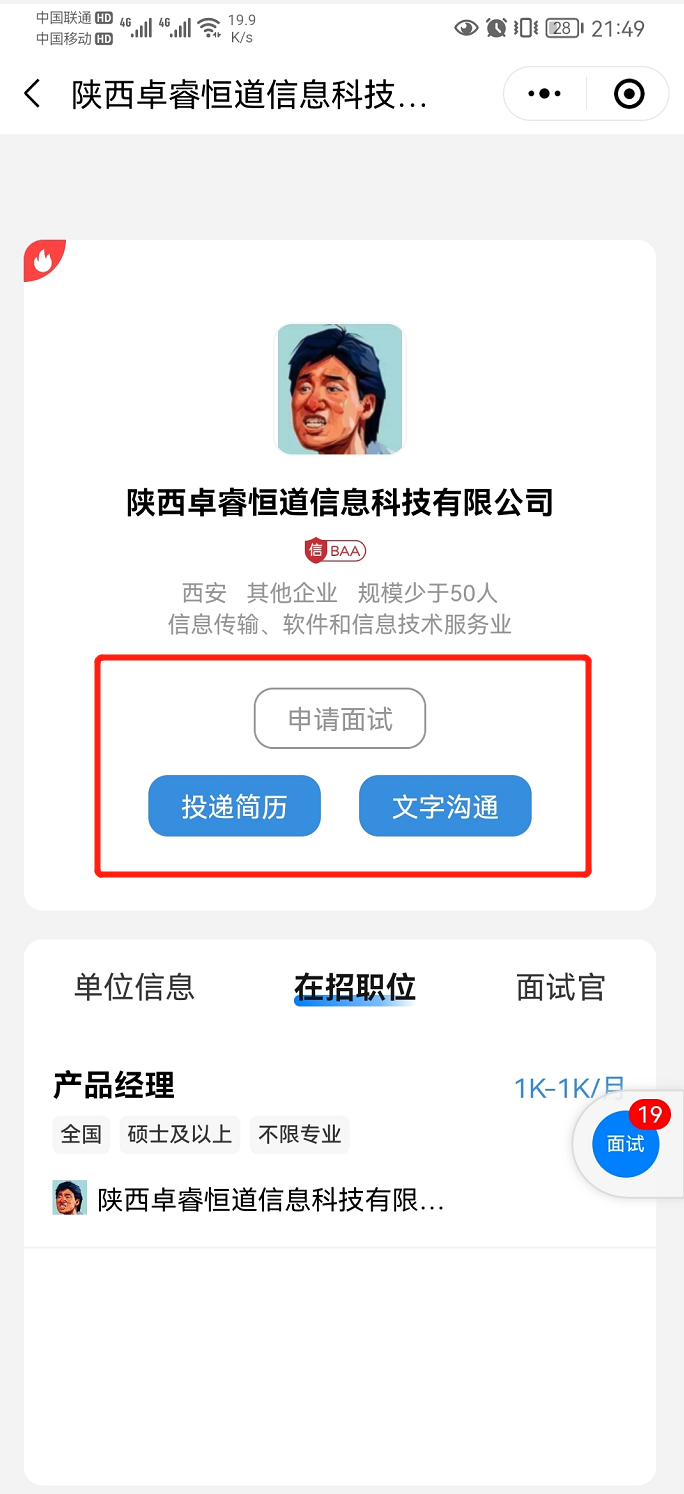 中国联通 HD 4G 4G 19.9
中国移动 HD K/s 28 21:49
陕西卓睿恒道信息科技...
陕西卓睿恒道信息科技有限公司
信 BAA
西安 其他企业 规模少于50人
信息传输、软件和信息技术服务业
申请面试
投递简历 文字沟通
单位信息 在招职位 面试官
产品经理 1K-1K/月
19
全国 硕士及以上 不限专业
面试
陕西卓睿恒道信息科技有限...